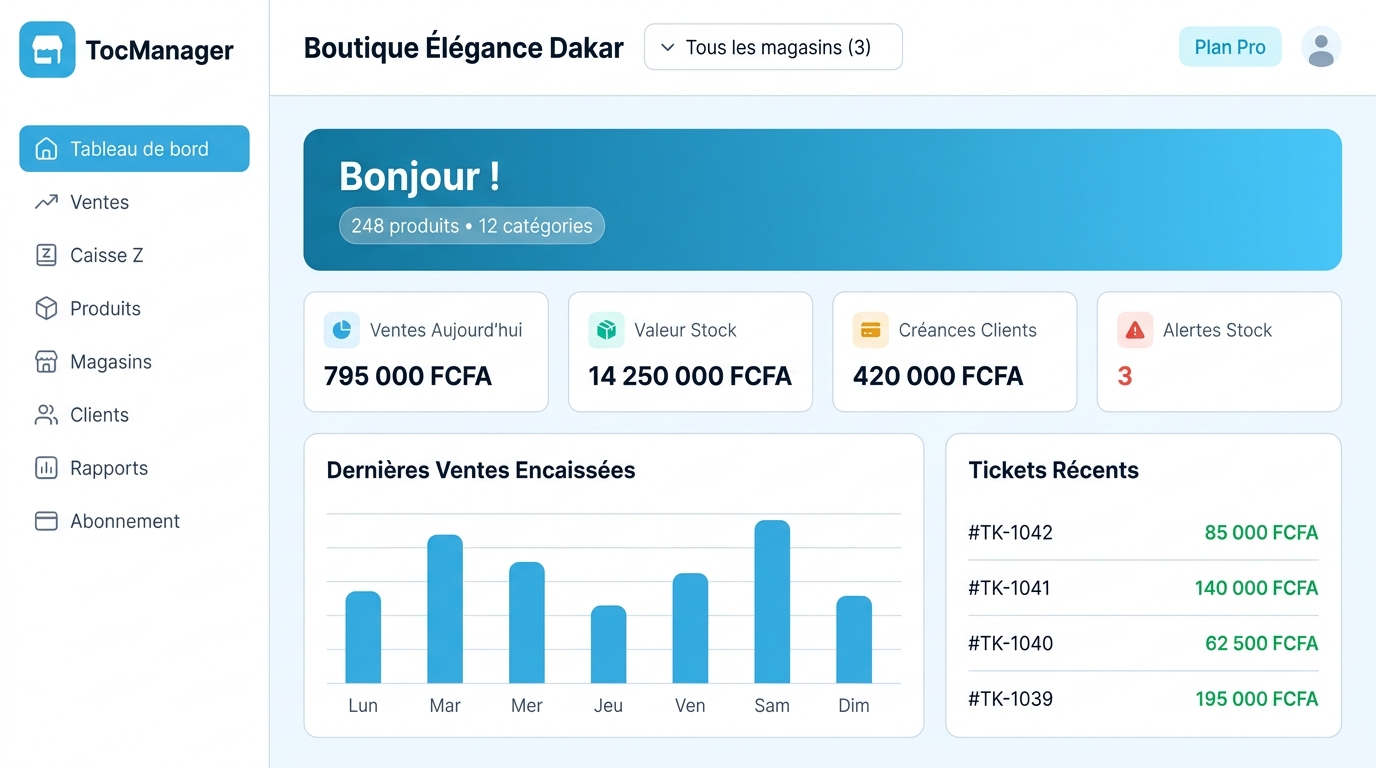 TocManager
Boutique Élégance Dakar
Tous les magasins (3)
Plan Pro
Tableau de bord
Ventes
Caisse Z
Produits
Magasins
Clients
Rapports
Abonnement
Bonjour !
248 produits • 12 catégories
Ventes Aujourd'hui
795 000 FCFA
Valeur Stock
14 250 000 FCFA
Créances Clients
420 000 FCFA
Alertes Stock
3
Dernières Ventes Encaissées
Lun Mar Mer Jeu Ven Sam Dim
Tickets Récents
#TK-1042 85 000 FCFA
#TK-1041 140 000 FCFA
#TK-1040 62 500 FCFA
#TK-1039 195 000 FCFA